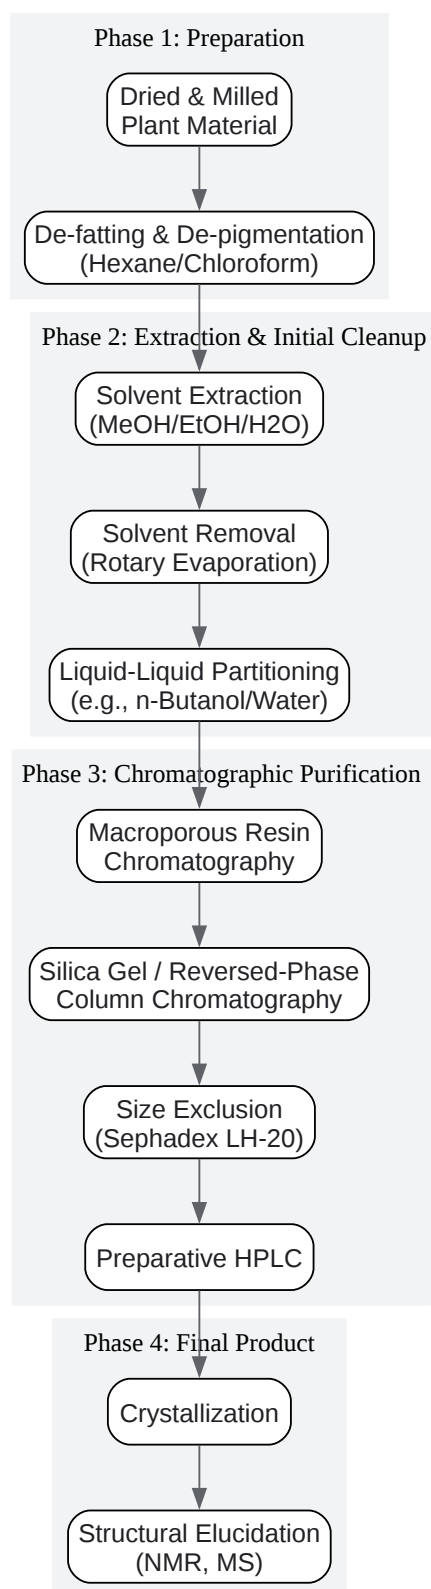 Phase 1: Preparation
Dried & Milled
Plant Material
De-fatting & De-pigmentation
(Hexane/Chloroform)
Phase 2: Extraction & Initial Cleanup
Solvent Extraction
(MeOH/EtOH/H2O)
Solvent Removal
(Rotary Evaporation)
Liquid-Liquid Partitioning
(e.g., n-Butanol/Water)
Phase 3: Chromatographic Purification
Macroporous Resin
Chromatography
Silica Gel / Reversed-Phase
Column Chromatography
Size Exclusion
(Sephadex LH-20)
Preparative HPLC
Phase 4: Final Product
Crystallization
Structural Elucidation
(NMR, MS)